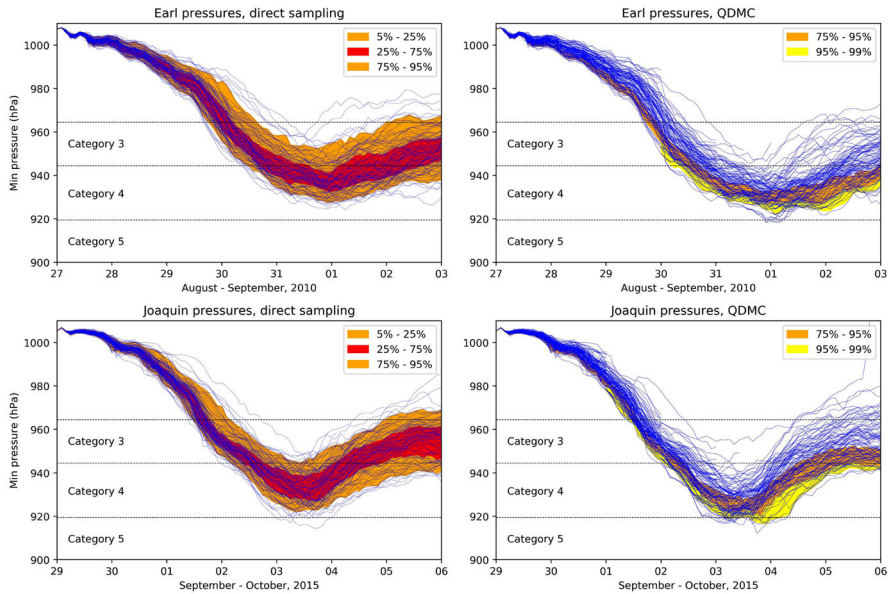 Earl pressures, direct sampling
Min pressure (hPa)
1000
980
960
940
920
900
5% - 25%
25% - 75%
75% - 95%
Category 3
Category 4
Category 5
27 28 29 30 31 01 02 03
August - September, 2010
Earl pressures, QDMC
1000
980
960
940
920
900
75% - 95%
95% - 99%
Category 3
Category 4
Category 5
27 28 29 30 31 01 02 03
August - September, 2010
Joaquin pressures, direct sampling
Min pressure (hPa)
1000
980
960
940
920
900
5% - 25%
25% - 75%
75% - 95%
Category 3
Category 4
Category 5
29 30 01 02 03 04 05 06
September - October, 2015
Joaquin pressures, QDMC
1000
980
960
940
920
900
75% - 95%
95% - 99%
Category 3
Category 4
Category 5
29 30 01 02 03 04 05 06
September - October, 2015